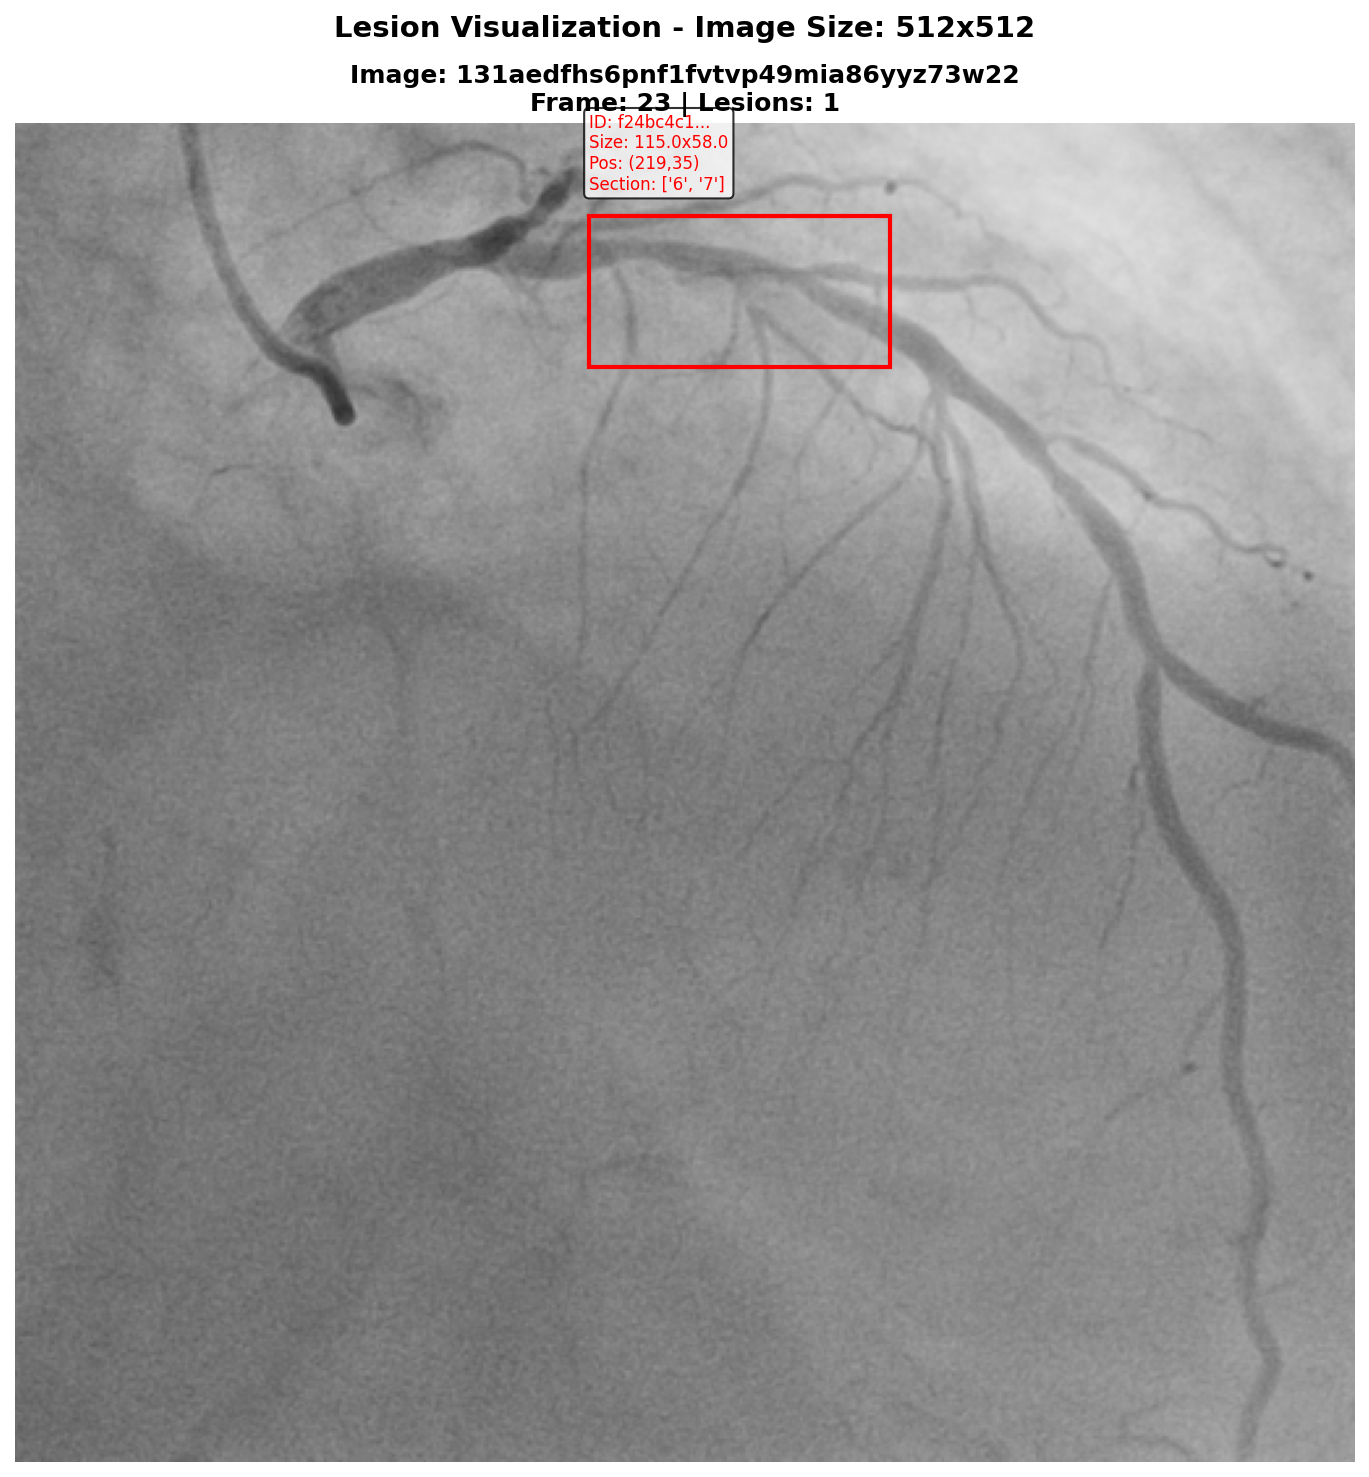 Lesion Visualization - Image Size: 512x512
Image: 131aedfhs6pnf1fvtvp49mia86yyz73w22
Frame: 23 | Lesions: 1
ID: f24bc4c1...
Size: 115.0x58.0
Pos: (219,35)
Section: ['6', '7']